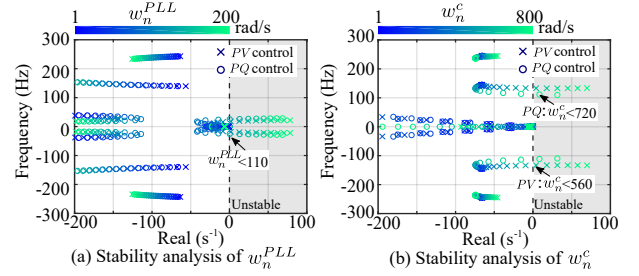 w_n^{PLL}
1 200 rad/s
w_n^c
1 800 rad/s
300
200
100
0
-100
-200
-300
Frequency (Hz)
× PV control
○ PQ control
w_n^{PLL}<110
Unstable
-200 -100 0 100
Real (s⁻¹)
(a) Stability analysis of w_n^{PLL}
300
200
100
0
-100
-200
-300
Frequency (Hz)
× PV control
○ PQ control
PQ: w_n^c<720
PV: w_n^c<560
Unstable
-200 -100 0 100
Real (s⁻¹)
(b) Stability analysis of w_n^c